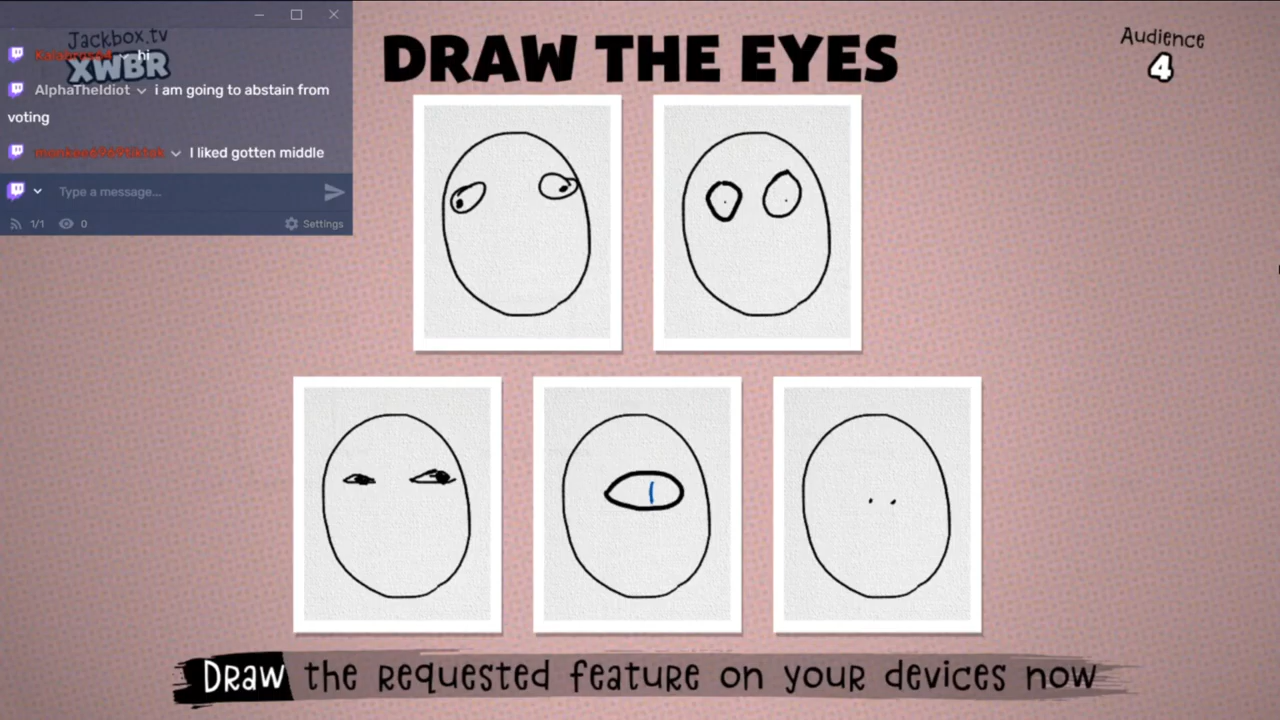 Jackbox.tv
XWBR
hi
AlphaTheIdiot i am going to abstain from
voting
I liked gotten middle
Type a message...
1/1 0 Settings
DRAW THE EYES
Audience
4
Draw the requested feature on your devices now